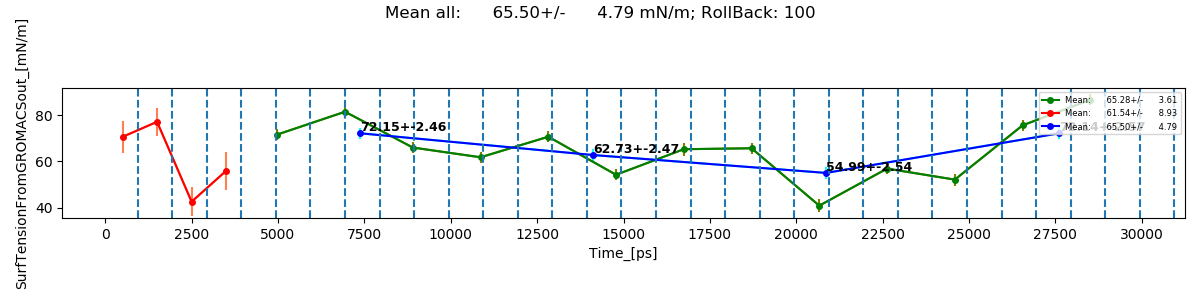 Mean all:      65.50+/-      4.79 mN/m; RollBack: 100
SurfTensionFromGROMACSout_[mN/m]
80
60
40
72.15+-2.46
62.73+-2.47
54.99+-2.54
Mean:      65.28+/-      3.61
Mean:      61.54+/-      8.93
Mean:      65.50+/-      4.79
0 2500 5000 7500 10000 12500 15000 17500 20000 22500 25000 27500 30000
Time_[ps]